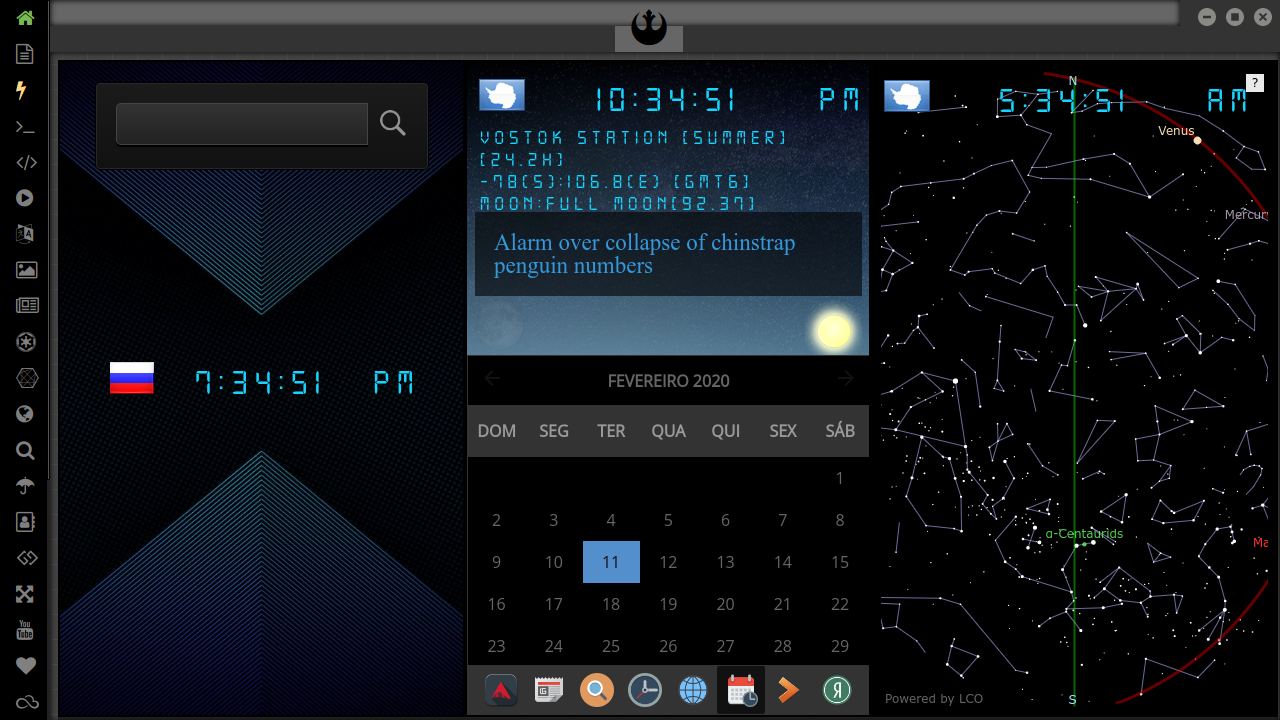 7:34:51 PM
10:34:51 PM
VOSTOK STATION (SUMMER)
(24.2H)
-78(S):106.8(E) (GMT6)
MOON:FULL MOON(92.37)
Alarm over collapse of chinstrap
penguin numbers
FEVEREIRO 2020
DOM SEG TER QUA QUI SEX SÁB
1
2 3 4 5 6 7 8
9 10 11 12 13 14 15
16 17 18 19 20 21 22
23 24 25 26 27 28 29
Я
N
?
5:34:51 AM
Venus
Mercur
α-Centaurids
Ma
Powered by LCO
S
You
Tube